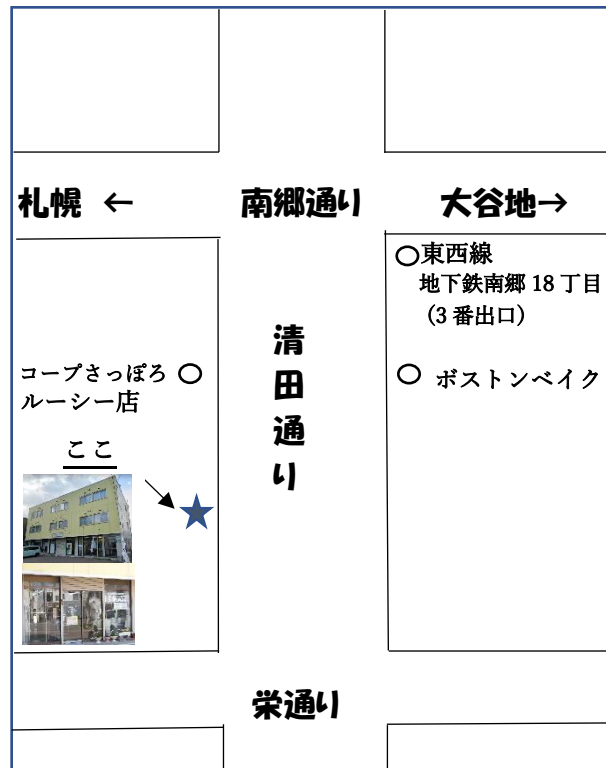 札幌 ←
南郷通り
大谷地→
東西線
地下鉄南郷 18 丁目
(3 番出口)
清田通り
コープさっぽろ
ルーシー店
ボストンベイク
ここ
栄通り